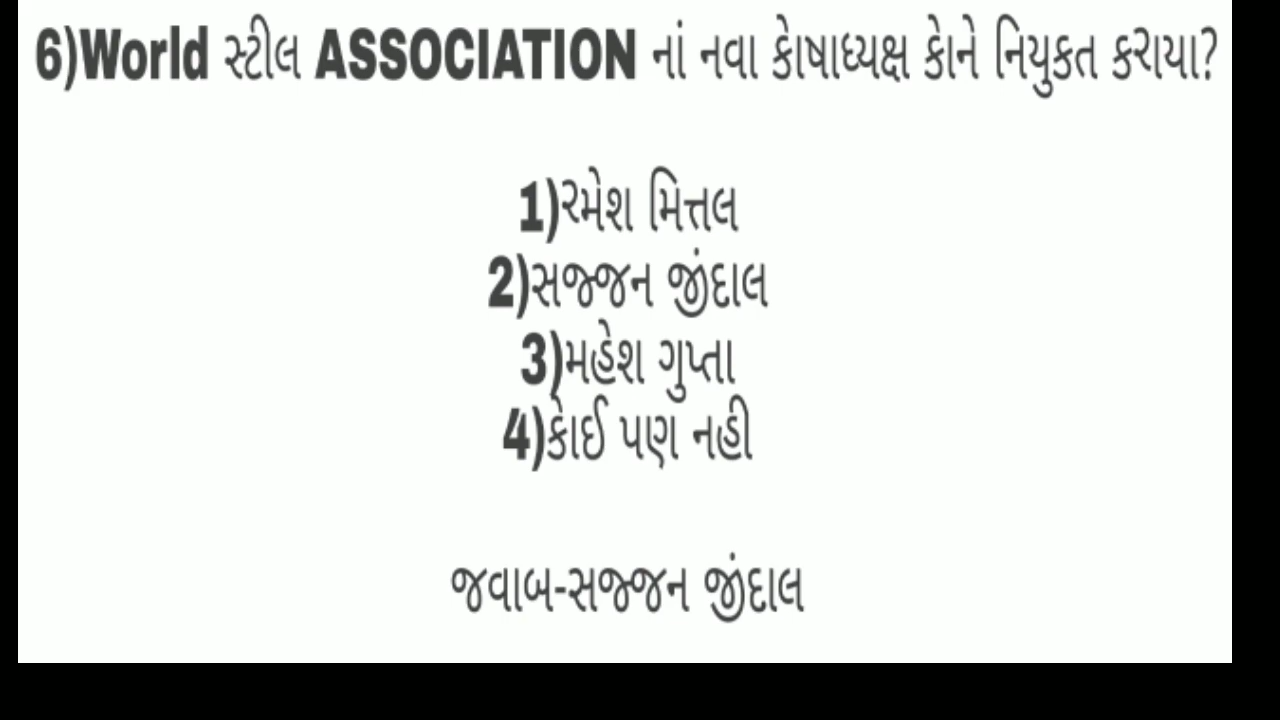 6)World સ્ટીલ ASSOCIATION નાં નવા કોષાધ્યક્ષ કોને નિયુકત કરાયા?
1)રમેશ મિત્તલ
2)સજ્જન જીંદાલ
3)મહેશ ગુપ્તા
4)કોઈ પણ નહી
જવાબ-સજ્જન જીંદાલ